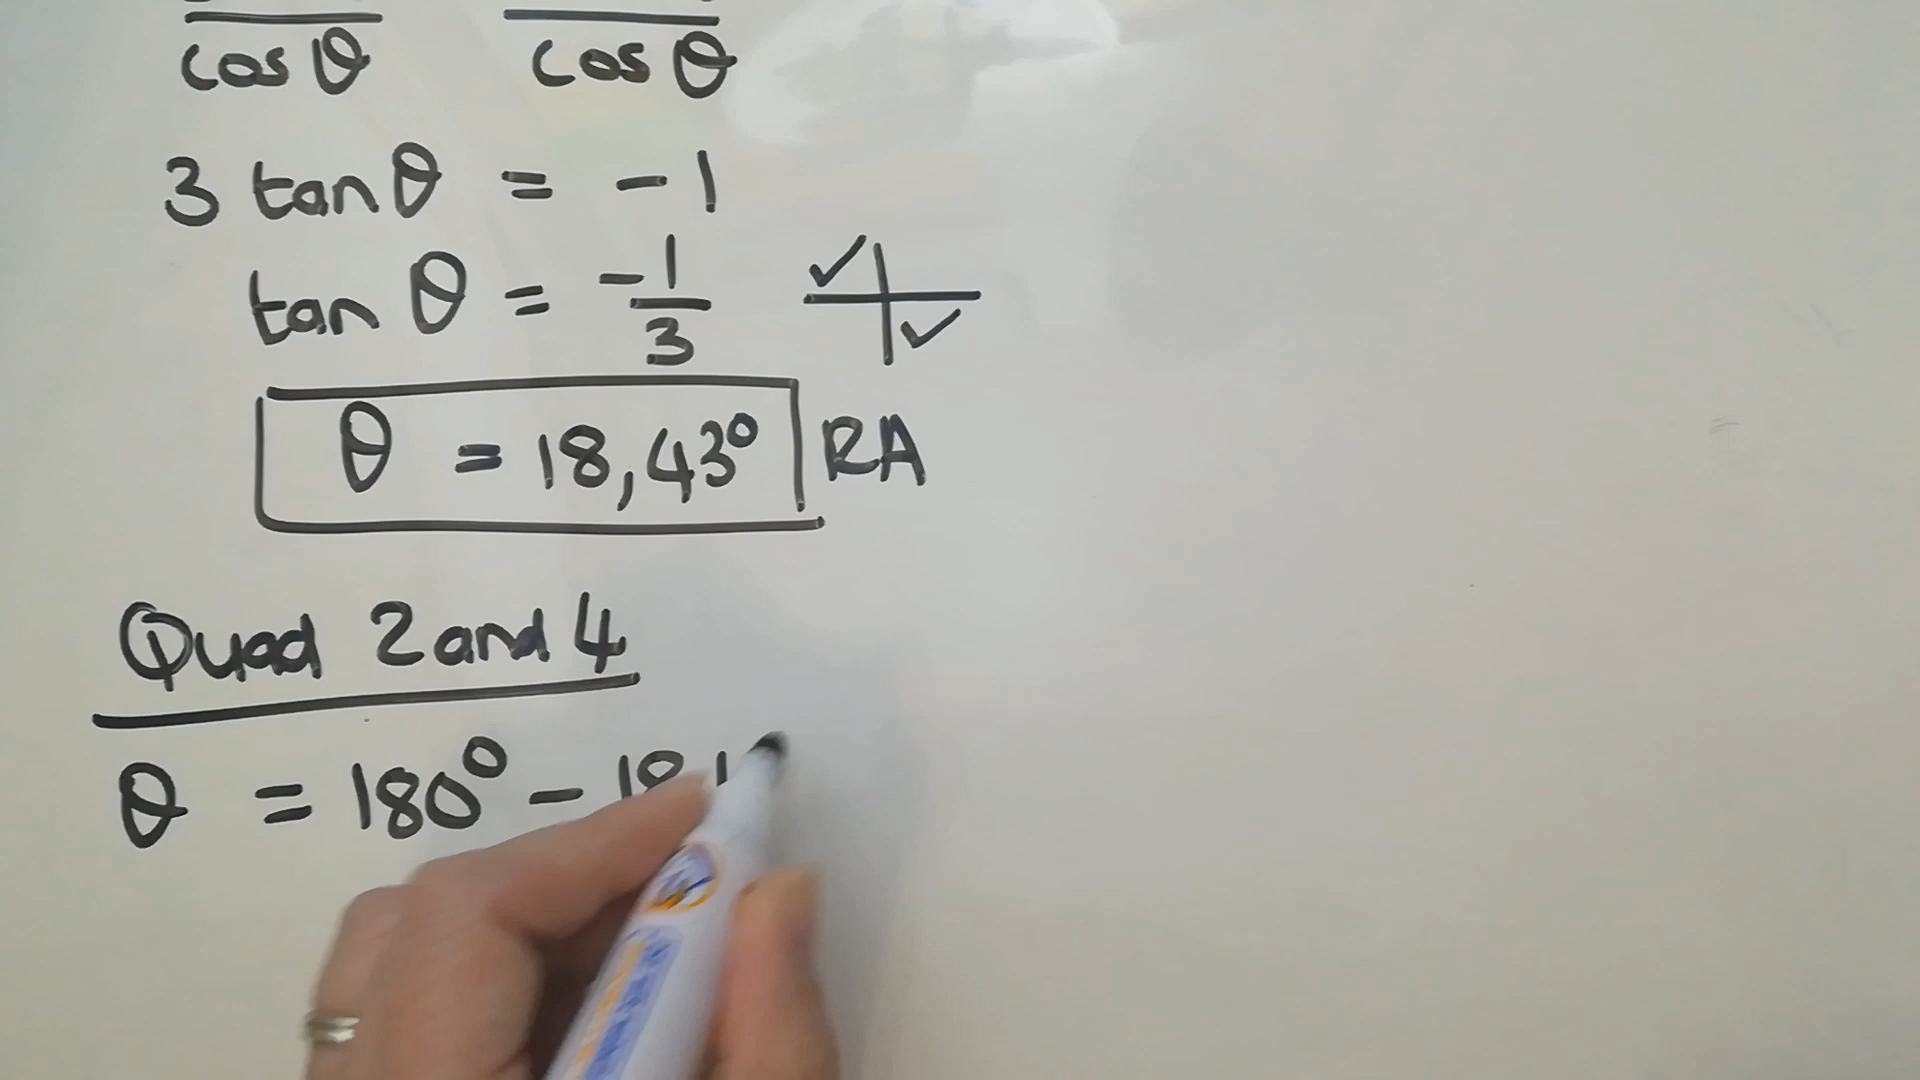 cos θ cos θ
3 tan θ = -1
tan θ = -1/3
θ = 18,43° RA
Quad 2 and 4
θ = 180° - 18,